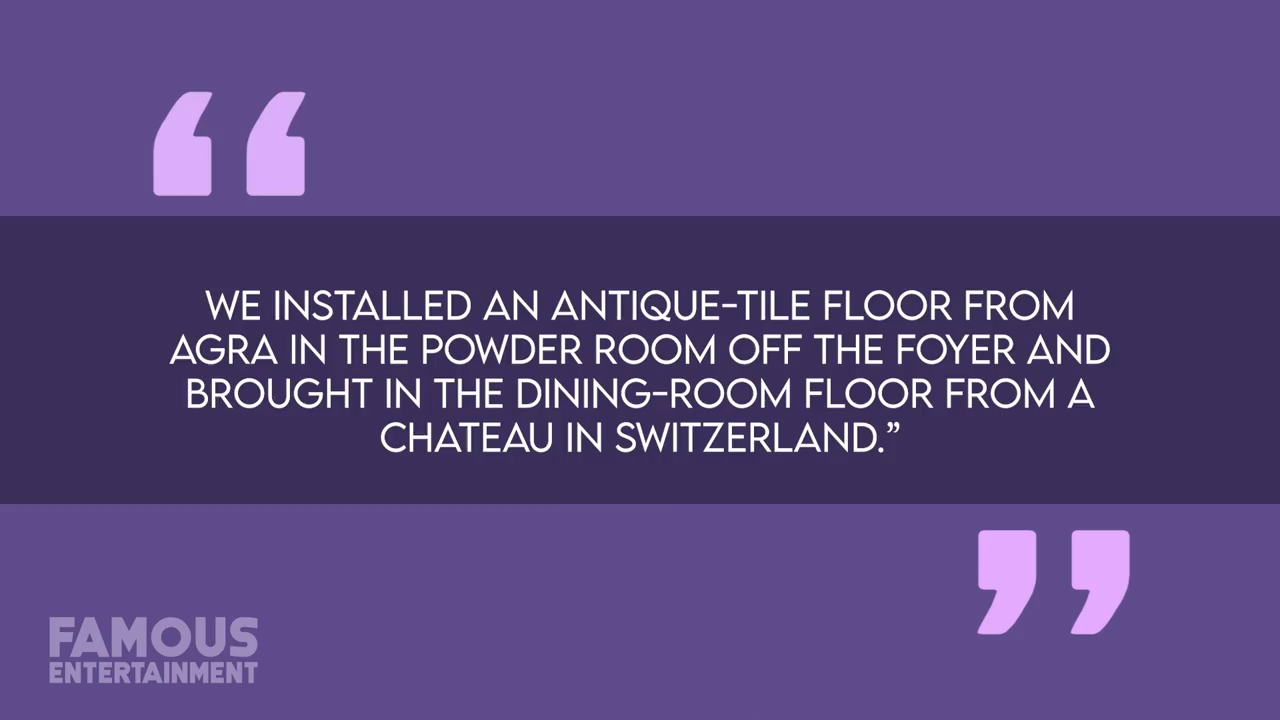 WE INSTALLED AN ANTIQUE-TILE FLOOR FROM
AGRA IN THE POWDER ROOM OFF THE FOYER AND
BROUGHT IN THE DINING-ROOM FLOOR FROM A
CHATEAU IN SWITZERLAND.”
FAMOUS
ENTERTAINMENT